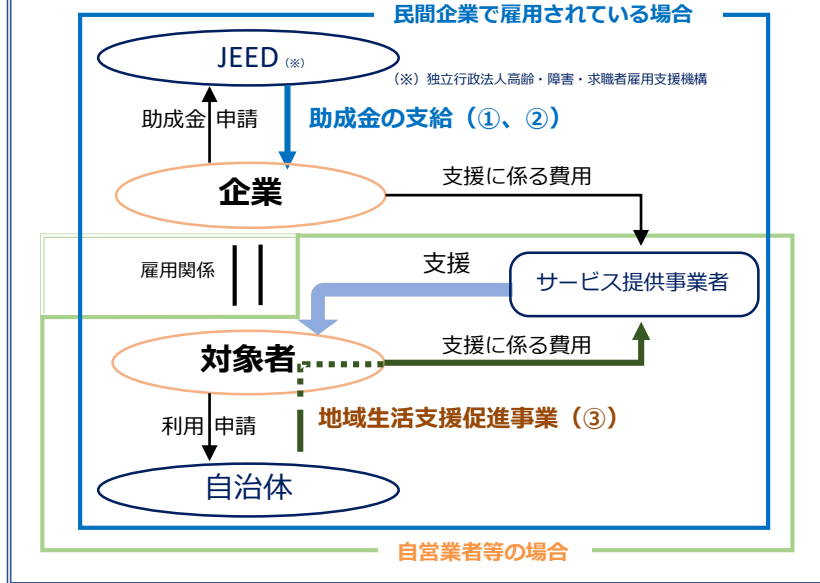 民間企業で雇用されている場合
JEED（※）
（※）独立行政法人高齢・障害・求職者雇用支援機構
助成金 申請
助成金の支給（①、②）
企業
支援に係る費用
雇用関係
支援
サービス提供事業者
対象者
支援に係る費用
利用 申請
地域生活支援促進事業（③）
自治体
自営業者等の場合